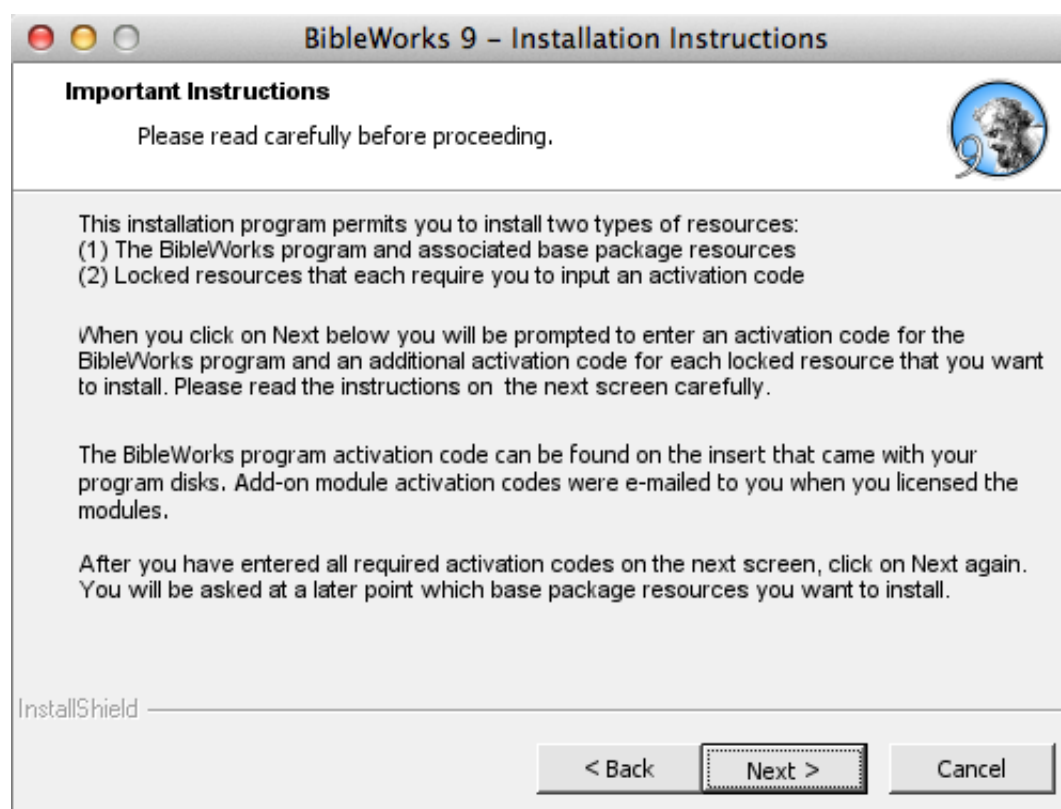 BibleWorks 9 – Installation Instructions
Important Instructions
Please read carefully before proceeding.
9
This installation program permits you to install two types of resources:
(1) The BibleWorks program and associated base package resources
(2) Locked resources that each require you to input an activation code
When you click on Next below you will be prompted to enter an activation code for the
BibleWorks program and an additional activation code for each locked resource that you want
to install. Please read the instructions on  the next screen carefully.
The BibleWorks program activation code can be found on the insert that came with your
program disks. Add-on module activation codes were e-mailed to you when you licensed the
modules.
After you have entered all required activation codes on the next screen, click on Next again.
You will be asked at a later point which base package resources you want to install.
InstallShield
< Back
Next >
Cancel